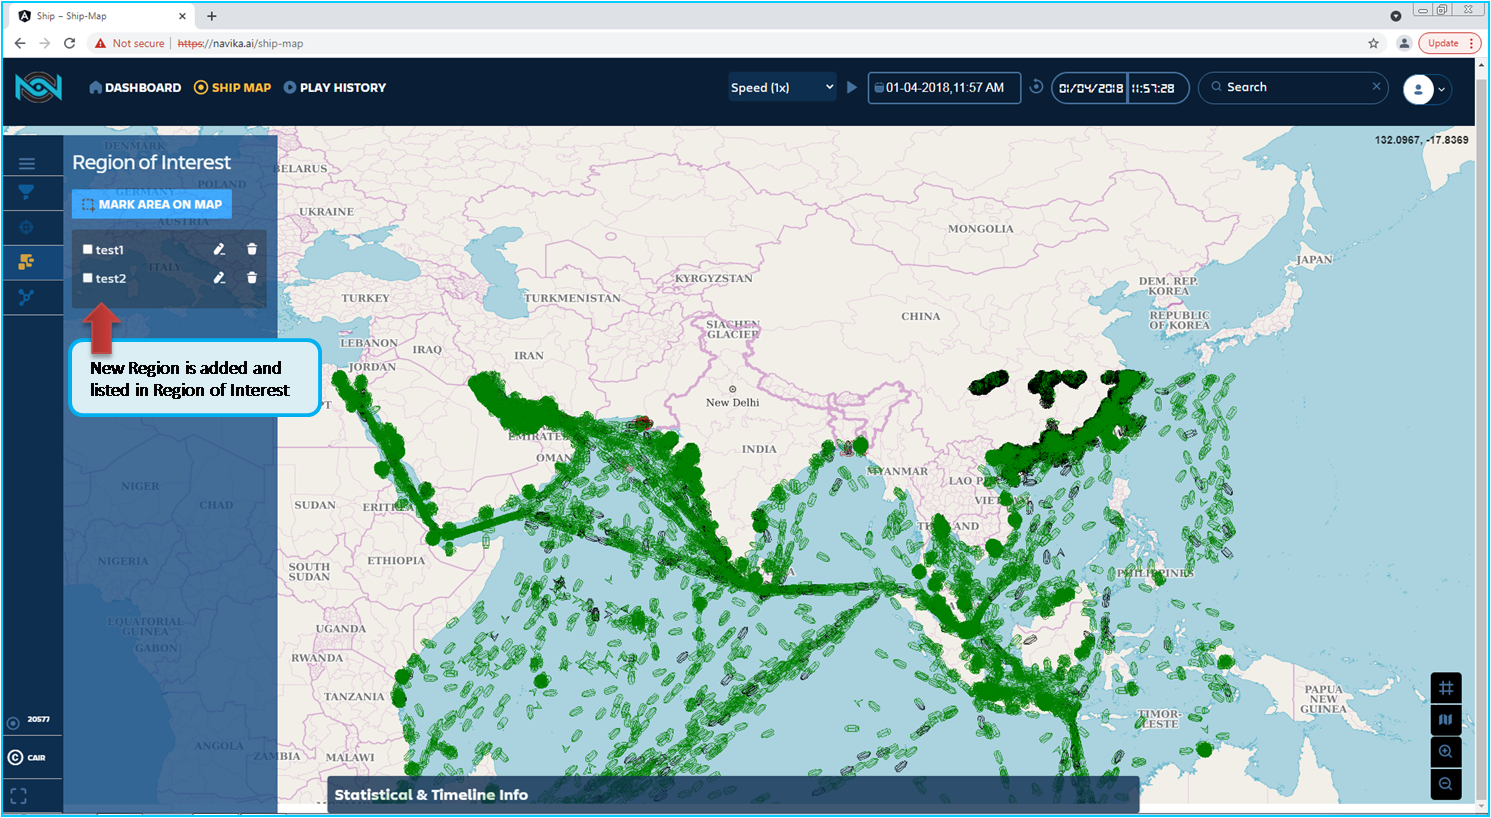 Ship – Ship-Map
Not secure
https://navika.ai/ship-map
Update
DASHBOARD
SHIP MAP
PLAY HISTORY
Speed (1x)
01-04-2018,11:57 AM
01/04/2018
11:57:28
Search
132.0967, -17.8369
Region of Interest
MARK AREA ON MAP
test1
test2
New Region is added and
listed in Region of Interest
DENMARK
BELARUS
GERMANY
POLAND
UKRAINE
AUSTRIA
ITALY
MONGOLIA
JAPAN
KYRGYZSTAN
DEM. REP.
KOREA
TURKEY
TURKMENISTAN
REPUBLIC
OF KOREA
CHINA
SIACHEN
GLACIER
LEBANON
IRAQ
IRAN
JORDAN
New Delhi
EMIRATE
OMAN
INDIA
MYANMAR
LAO P
VIET
NIGER
CHAD
SUDAN
ERITREA
THAILAND
NIGERIA
ETHIOPIA
SOUTH
SUDAN
PHILIPPINES
EQUATORIAL
GUINEA
GABON
UGANDA
RWANDA
TANZANIA
PAPUA
NEW
GUINEA
TIMOR-
LESTE
ANGOLA
ZAMBIA
MALAWI
20577
© CAIR
Statistical & Timeline Info